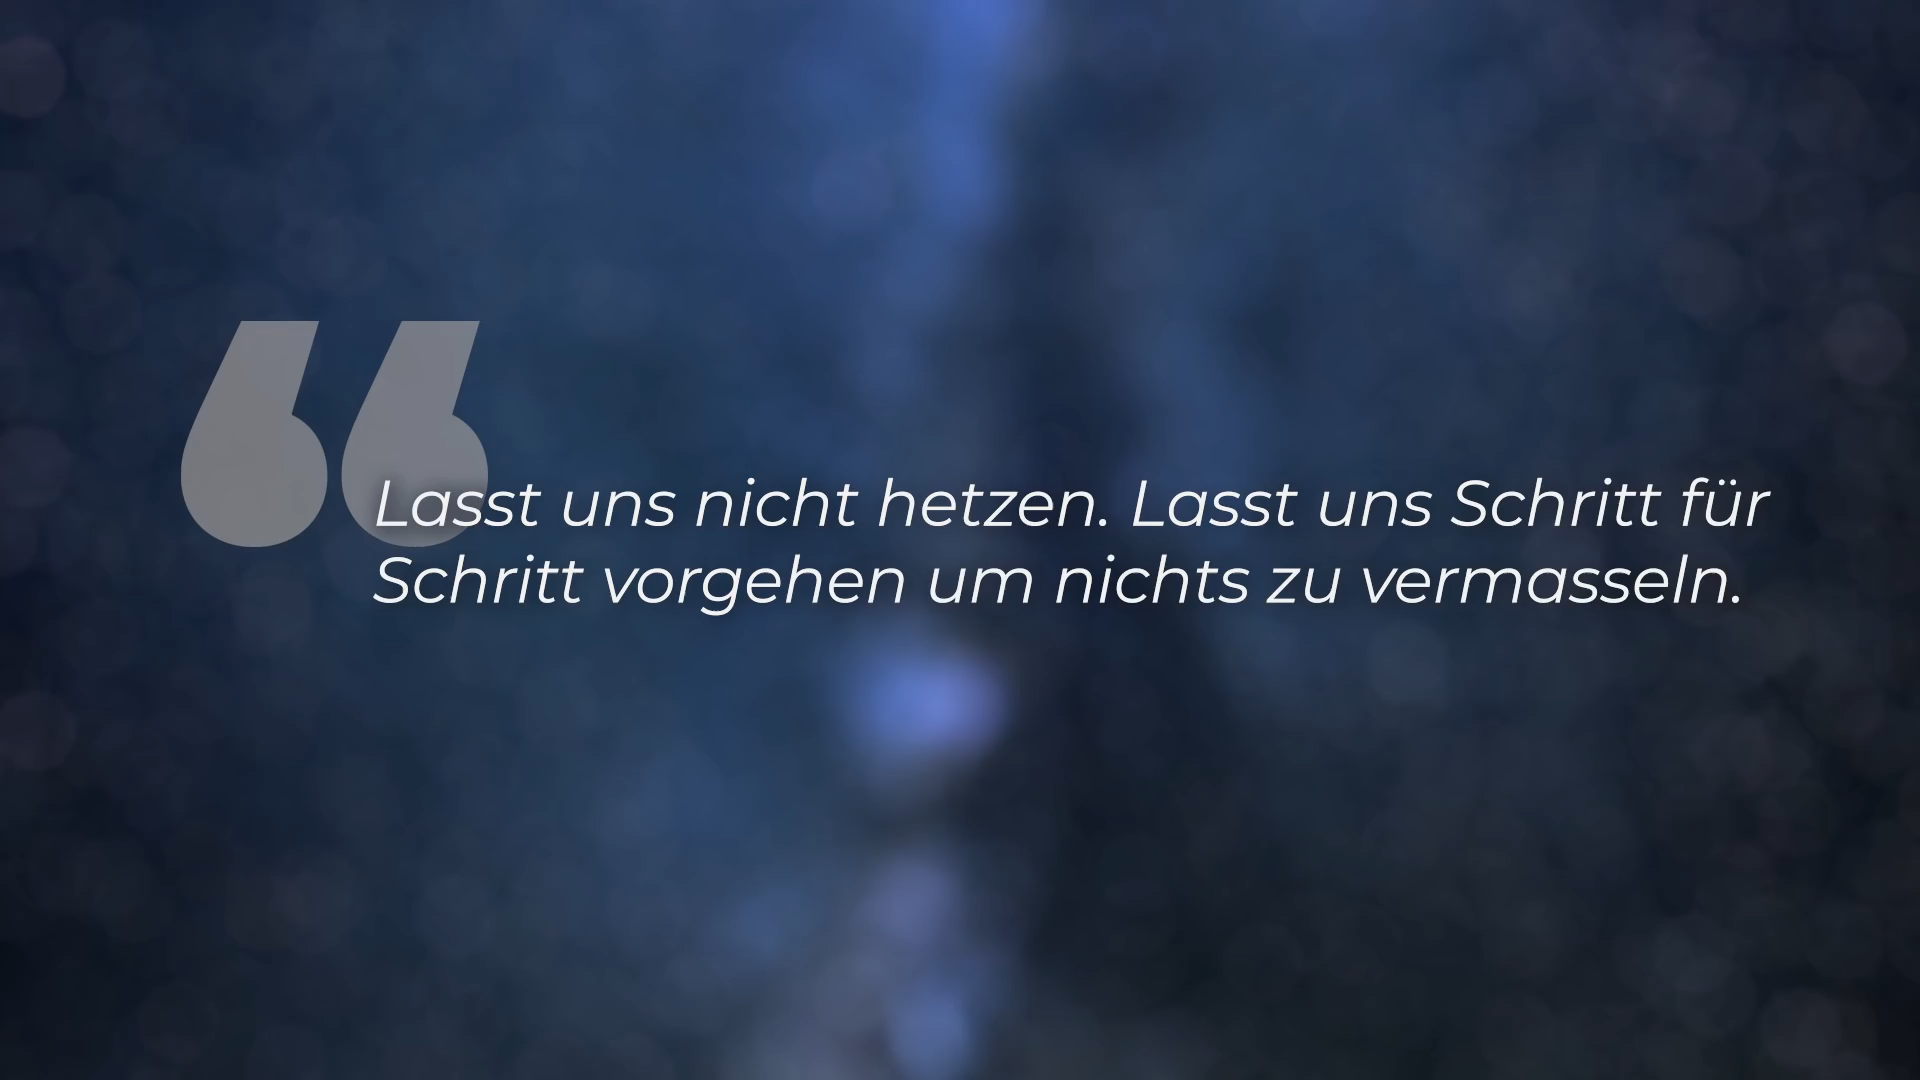 Lasst uns nicht hetzen. Lasst uns Schritt für
Schritt vorgehen um nichts zu vermasseln.